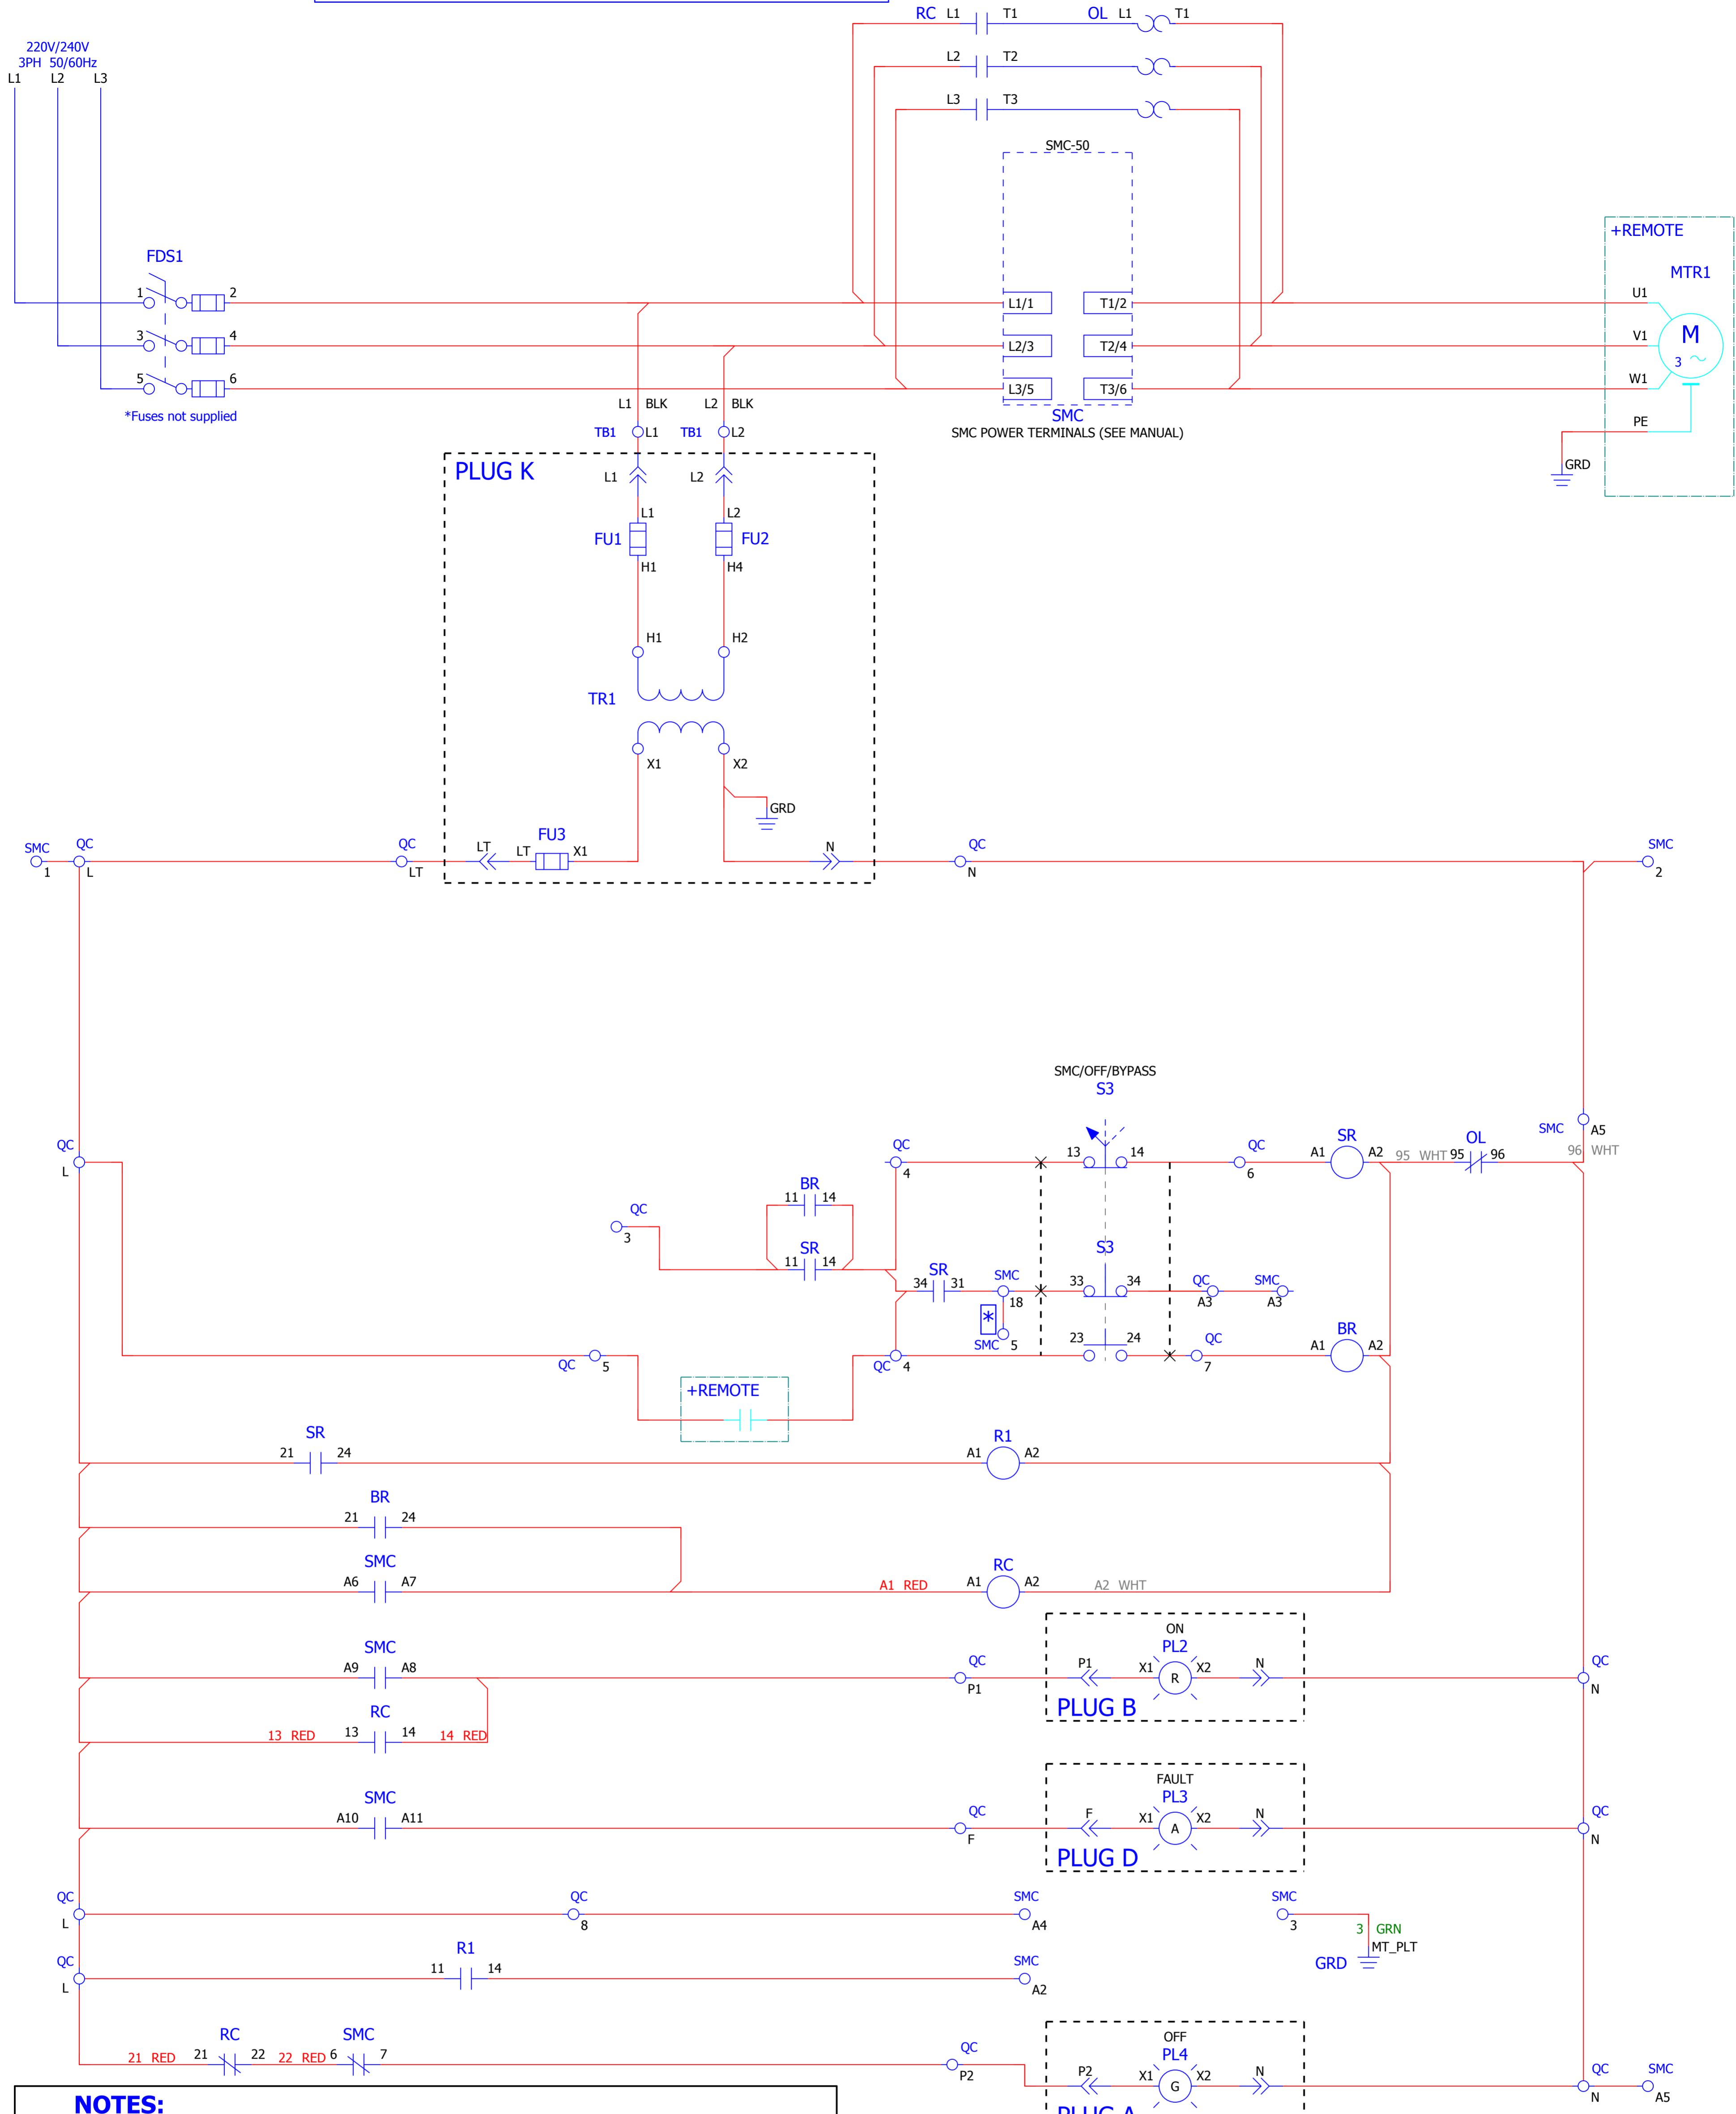 RC L1 T1 OL L1 T1
220V/240V
3PH 50/60Hz
L1 L2 L3
L2 T2
L3 T3
SMC-50
+REMOTE
FDS1
MTR1
1 2 L1/1 T1/2 U1
3 4 L2/3 T2/4 V1 M
3
5 6 L3/5 T3/6 W1
*Fuses not supplied
L1 BLK L2 BLK SMC PE
TB1 L1 TB1 L2 SMC POWER TERMINALS (SEE MANUAL)
PLUG K L1 L2 GRD
L1 L2
FU1 FU2
H1 H4
H1 H2
TR1
X1 X2
GRD
SMC QC QC FU3 QC SMC
LT LT X1 N
1 L LT N 2
SMC/OFF/BYPASS
S3
SMC A5
QC QC 13 14 QC SR OL
A1 A2 95 WHT 95 96 96 WHT
L 4 6
BR
11 14
QC
3
SR S3
11 14
SR SMC 33 34 QC SMC
34 31 18 A3 A3
*
SMC 5 23 24 QC BR
A1 A2
QC 5 QC 4 7
+REMOTE
SR R1
21 24 A1 A2
BR
21 24
SMC RC
A6 A7 A1 RED A1 A2 A2 WHT
ON
SMC PL2
A9 A8 QC P1 X1 R X2 N QC
P1 N
RC PLUG B
13 RED 13 14 14 RED
FAULT
SMC PL3
A10 A11 QC F X1 A X2 N QC
F N
PLUG D
QC QC SMC SMC
L 8 A4 3
3 GRN
QC R1 SMC MT_PLT
11 14 GRD
L A2
RC SMC OFF
21 RED 21 22 22 RED 6 7 QC PL4
P2 P2 X1 G X2 N QC SMC
N A5
NOTES:
PLUG A